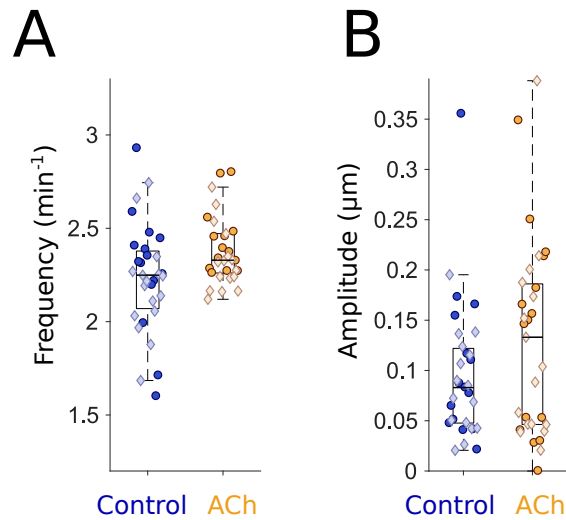 A
Frequency (min⁻¹)
3
2.5
2
1.5
Control ACh
B
Amplitude (μm)
0.35
0.3
0.25
0.2
0.15
0.1
0.05
0
Control ACh